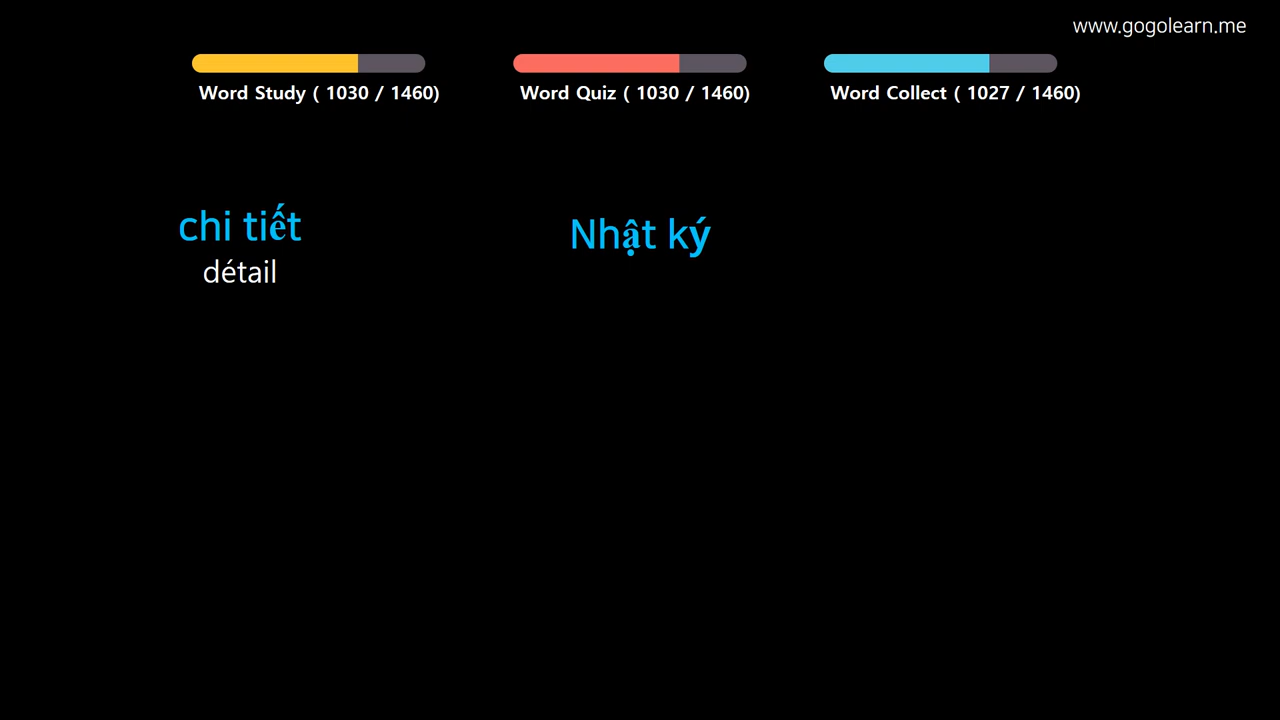 www.gogolearn.me
Word Study ( 1030 / 1460)
Word Quiz ( 1030 / 1460)
Word Collect ( 1027 / 1460)
chi tiết
détail
Nhật ký